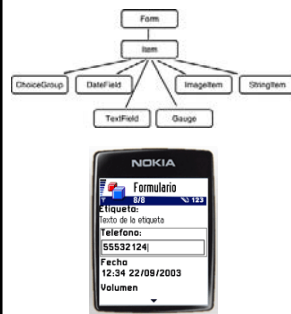 Form
Item
ChoiceGroup DateField ImageItem StringItem
TextField Gauge
NOKIA
Formulario
8/8 123
Etiqueta:
Texto de la etiqueta
Telefono:
55532124
Fecha
12:34 22/09/2003
Volumen